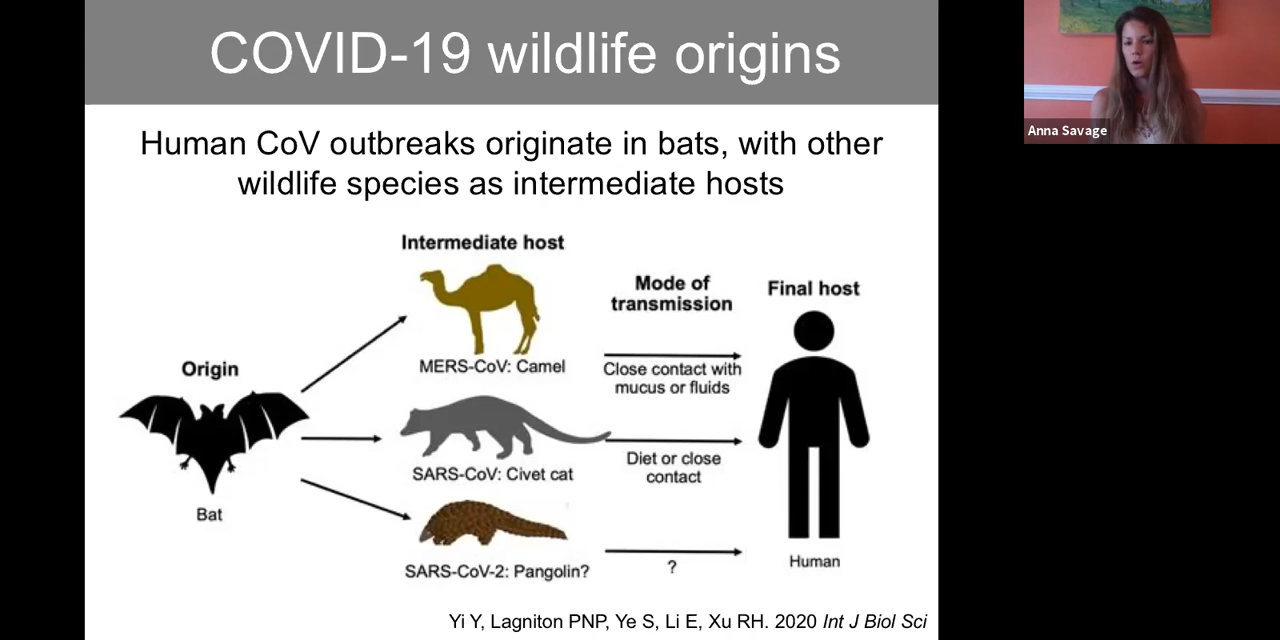 COVID-19 wildlife origins
Anna Savage
Human CoV outbreaks originate in bats, with other
wildlife species as intermediate hosts
Intermediate host
Mode of
transmission
Final host
Origin
MERS-CoV: Camel
Close contact with
mucus or fluids
SARS-CoV: Civet cat
Diet or close
contact
Bat
SARS-CoV-2: Pangolin?
?
Human
Yi Y, Lagniton PNP, Ye S, Li E, Xu RH. 2020 Int J Biol Sci